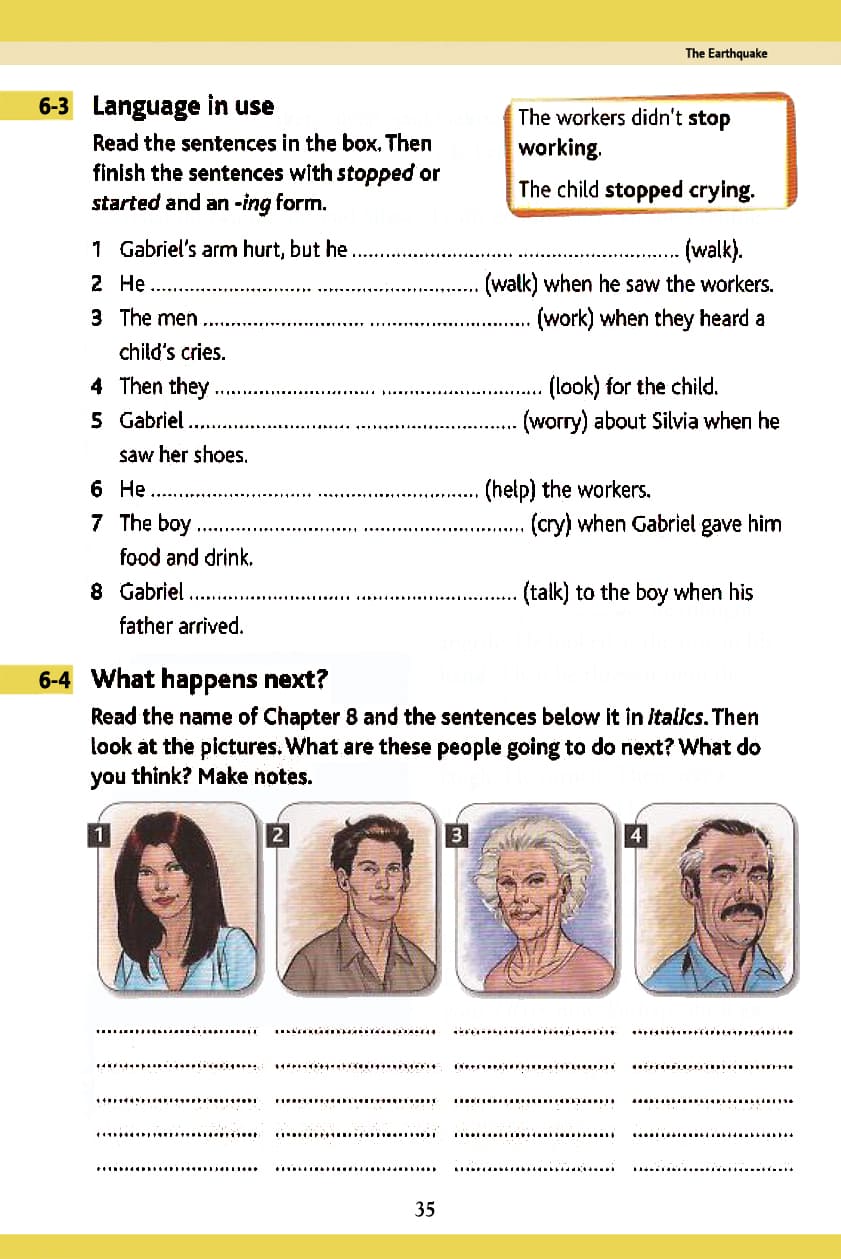 The Earthquake
6-3 Language in use
Read the sentences in the box. Then
finish the sentences with stopped or
started and an -ing form.
The workers didn't stop
working.
The child stopped crying.
1 Gabriel's arm hurt, but he ............................. ............................. (walk).
2 He ............................. ............................. (walk) when he saw the workers.
3 The men ............................. ............................. (work) when they heard a
child's cries.
4 Then they ............................. ............................. (look) for the child.
5 Gabriel ............................. ............................. (worry) about Silvia when he
saw her shoes.
6 He ............................. ............................. (help) the workers.
7 The boy ............................. ............................. (cry) when Gabriel gave him
food and drink.
8 Gabriel ............................. ............................. (talk) to the boy when his
father arrived.
6-4 What happens next?
Read the name of Chapter 8 and the sentences below it in italics. Then
look at the pictures. What are these people going to do next? What do
you think? Make notes.
1 2 3 4
35